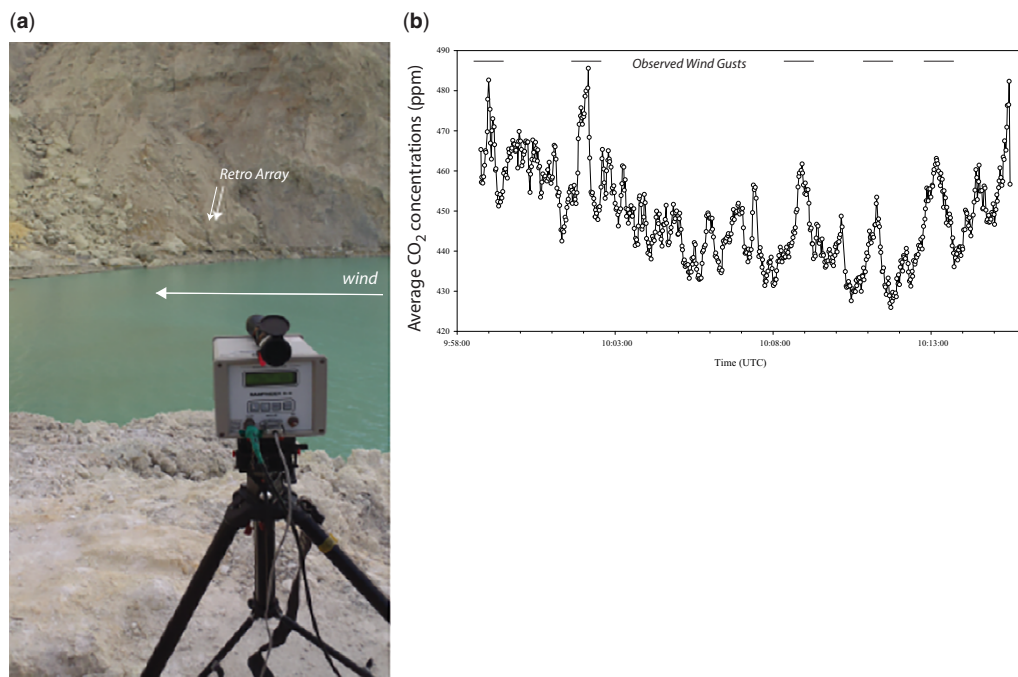 (a)
Retro Array
wind
(b)
Average CO₂ concentrations (ppm)
490
480
470
460
450
440
430
420
Observed Wind Gusts
9:58:00
10:03:00
10:08:00
10:13:00
Time (UTC)